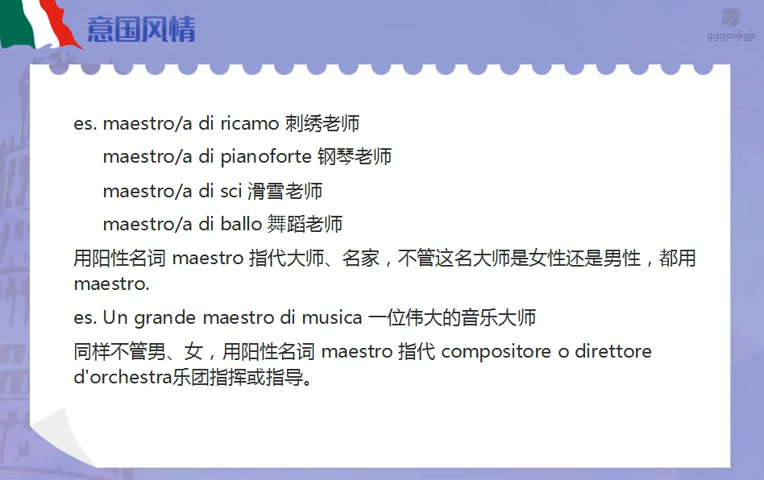 意国风情
gggpnjigjr
es. maestro/a di ricamo 刺绣老师
maestro/a di pianoforte 钢琴老师
maestro/a di sci 滑雪老师
maestro/a di ballo 舞蹈老师
用阳性名词 maestro 指代大师、名家，不管这名大师是女性还是男性，都用
maestro.
es. Un grande maestro di musica 一位伟大的音乐大师
同样不管男、女，用阳性名词 maestro 指代 compositore o direttore
d'orchestra乐团指挥或指导。